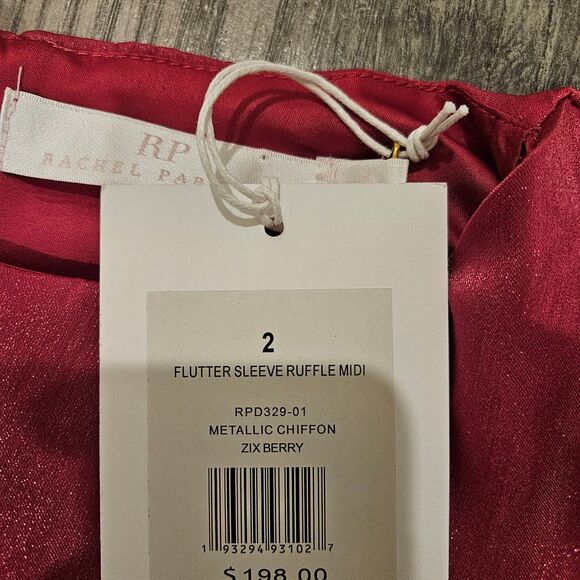 RP
RACHEL PAR
2
FLUTTER SLEEVE RUFFLE MIDI
RPD329-01
METALLIC CHIFFON
ZIX BERRY
1 93294 93102 7
$198.00